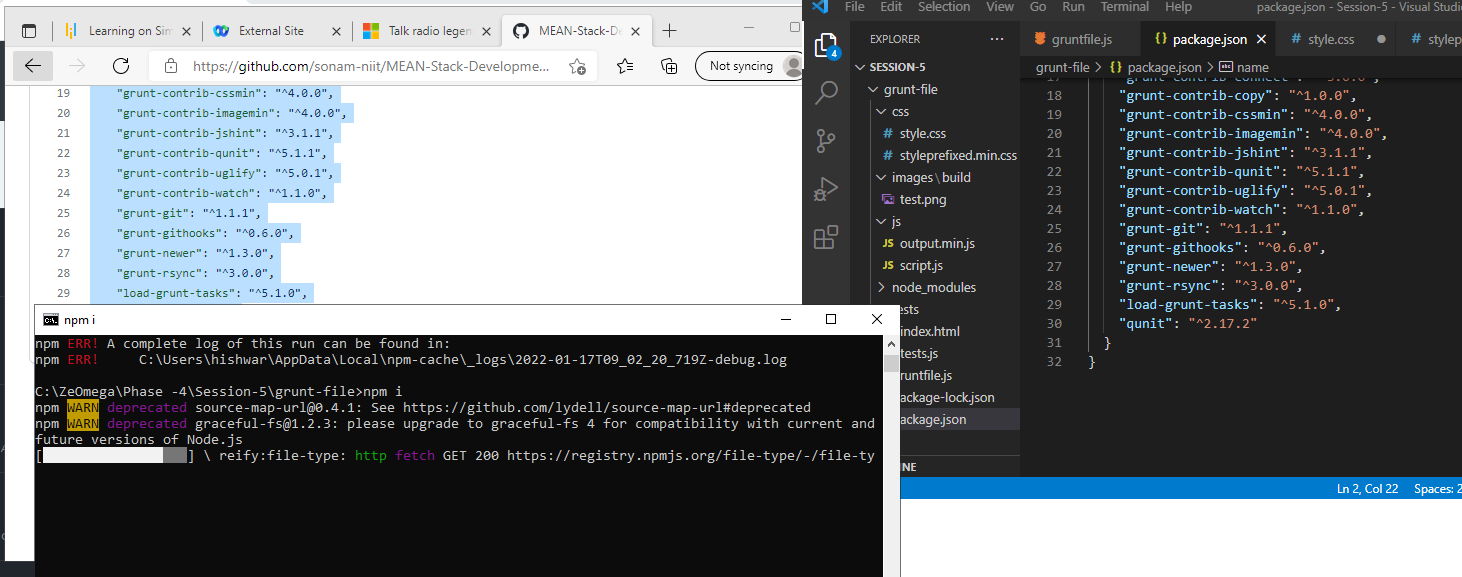 Learning on Sim
External Site
Talk radio legen
MEAN-Stack-D
https://github.com/sonam-niit/MEAN-Stack-Developme...
Not syncing
19 "grunt-contrib-cssmin": "^4.0.0",
20 "grunt-contrib-imagemin": "^4.0.0",
21 "grunt-contrib-jshint": "^3.1.1",
22 "grunt-contrib-qunit": "^5.1.1",
23 "grunt-contrib-uglify": "^5.0.1",
24 "grunt-contrib-watch": "^1.1.0",
25 "grunt-git": "^1.1.1",
26 "grunt-githooks": "^0.6.0",
27 "grunt-newer": "^1.3.0",
28 "grunt-rsync": "^3.0.0",
29 "load-grunt-tasks": "^5.1.0",
npm i
npm ERR! A complete log of this run can be found in:
npm ERR!     C:\Users\hishwar\AppData\Local\npm-cache\_logs\2022-01-17T09_02_20_719Z-debug.log
C:\ZeOmega\Phase -4\Session-5\grunt-file>npm i
npm WARN deprecated source-map-url@0.4.1: See https://github.com/lydell/source-map-url#deprecated
npm WARN deprecated graceful-fs@1.2.3: please upgrade to graceful-fs 4 for compatibility with current and
future versions of Node.js
[ ] \ reify:file-type: http fetch GET 200 https://registry.npmjs.org/file-type/-/file-ty
File Edit Selection View Go Run Terminal Help
package.json - Session-5 - Visual Studi
4
EXPLORER ...
SESSION-5
grunt-file
css
# style.css
# styleprefixed.min.css
images\build
test.png
js
JS output.min.js
JS script.js
node_modules
ests
index.html
tests.js
runtfile.js
ackage-lock.json
ackage.json
NE
gruntfile.js
{} package.json
# style.css
# stylep
grunt-file > {} package.json > abc name
17 "grunt-contrib-connect": "^3.0.0",
18 "grunt-contrib-copy": "^1.0.0",
19 "grunt-contrib-cssmin": "^4.0.0",
20 "grunt-contrib-imagemin": "^4.0.0",
21 "grunt-contrib-jshint": "^3.1.1",
22 "grunt-contrib-qunit": "^5.1.1",
23 "grunt-contrib-uglify": "^5.0.1",
24 "grunt-contrib-watch": "^1.1.0",
25 "grunt-git": "^1.1.1",
26 "grunt-githooks": "^0.6.0",
27 "grunt-newer": "^1.3.0",
28 "grunt-rsync": "^3.0.0",
29 "load-grunt-tasks": "^5.1.0",
30 "qunit": "^2.17.2"
31 }
32 }
Ln 2, Col 22 Spaces: 2